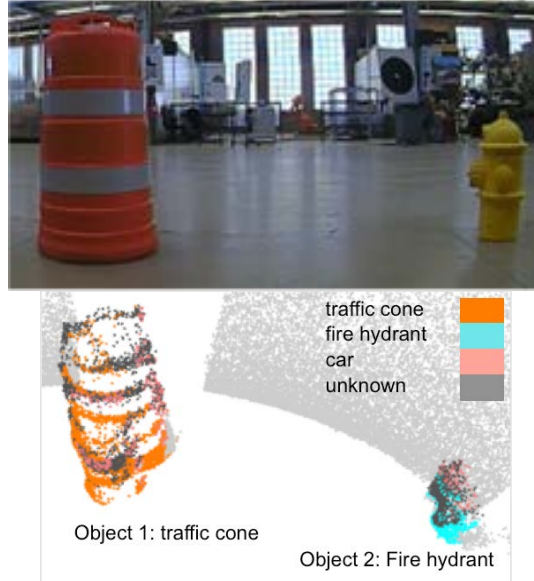 traffic cone
fire hydrant
car
unknown
Object 1: traffic cone
Object 2: Fire hydrant